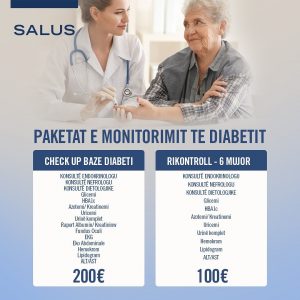 SALUS
PAKETAT E MONITORIMIT TE DIABETIT
CHECK UP BAZE DIABETI
KONSULTË ENDOKRINOLOGU
KONSULTË NEFROLOGU
KONSULTË DIETOLOGJIKE
Glicemi
HBA1c
Azotemi/ Kreatinemi
Uricemi
Urinë komplet
Raport Albumin/ Kreatininw
Fundus Okuli
EKG
Eko Abdominale
Hemokrom
Lipidogram
ALT/AST
200€
RIKONTROLL - 6 MUJOR
KONSULTË ENDOKRINOLOGU
KONSULTË NEFROLOGU
KONSULTË DIETOLOGJIKE
Glicemi
HBA1c
Azotemi/ Kreatinemi
Uricemi
Urinë komplet
Hemokrom
Lipidogram
ALT/AST
100€